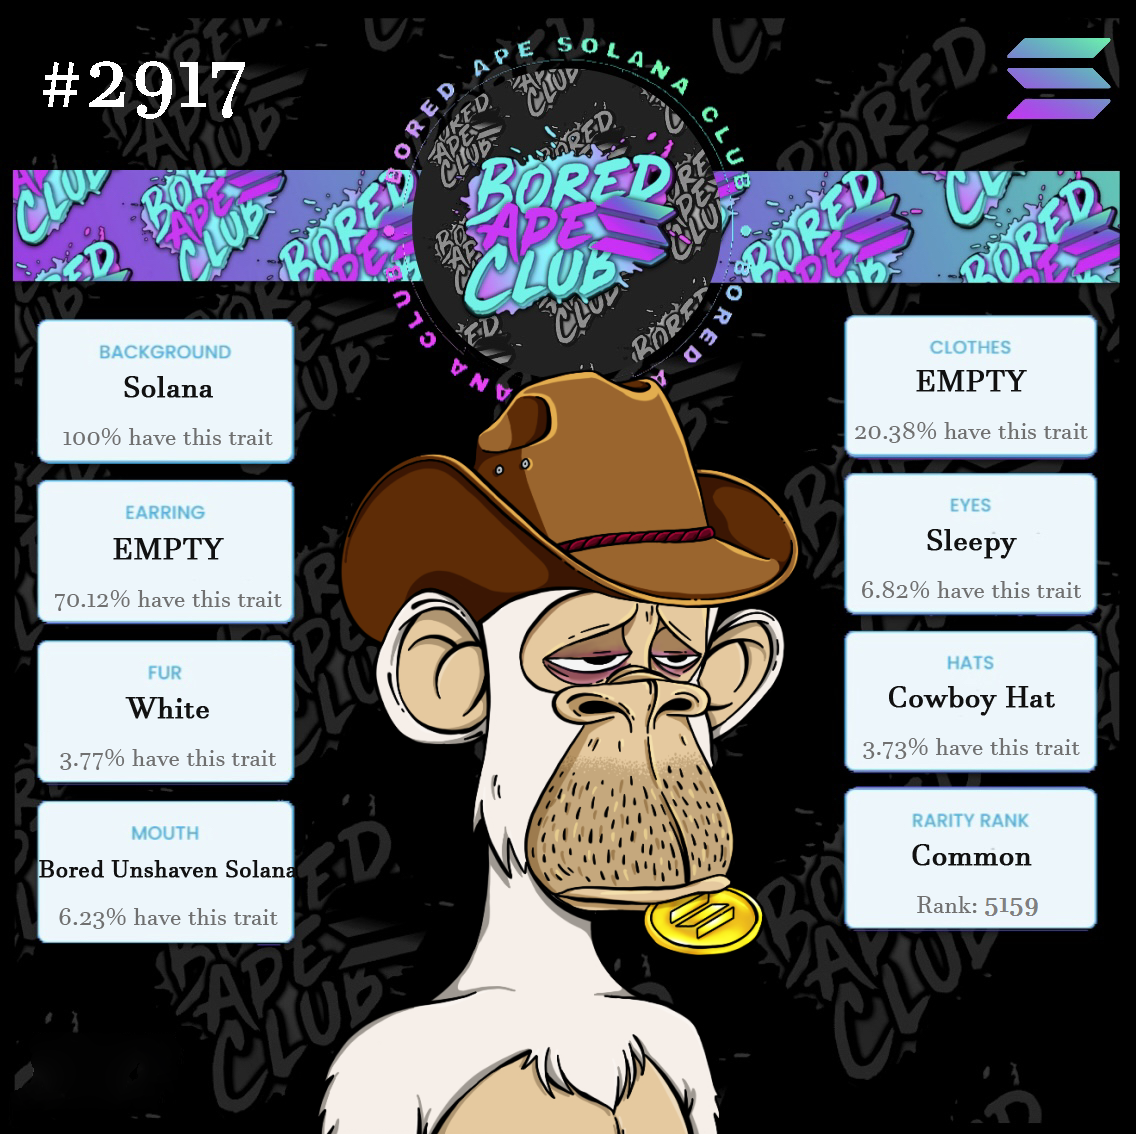 #2917
BORED APE SOLANA CLUB
BORED
APE
CLUB
BACKGROUND
Solana
100% have this trait
EARRING
EMPTY
70.12% have this trait
FUR
White
3.77% have this trait
MOUTH
Bored Unshaven Solana
6.23% have this trait
CLOTHES
EMPTY
20.38% have this trait
EYES
Sleepy
6.82% have this trait
HATS
Cowboy Hat
3.73% have this trait
RARITY RANK
Common
Rank: 5159